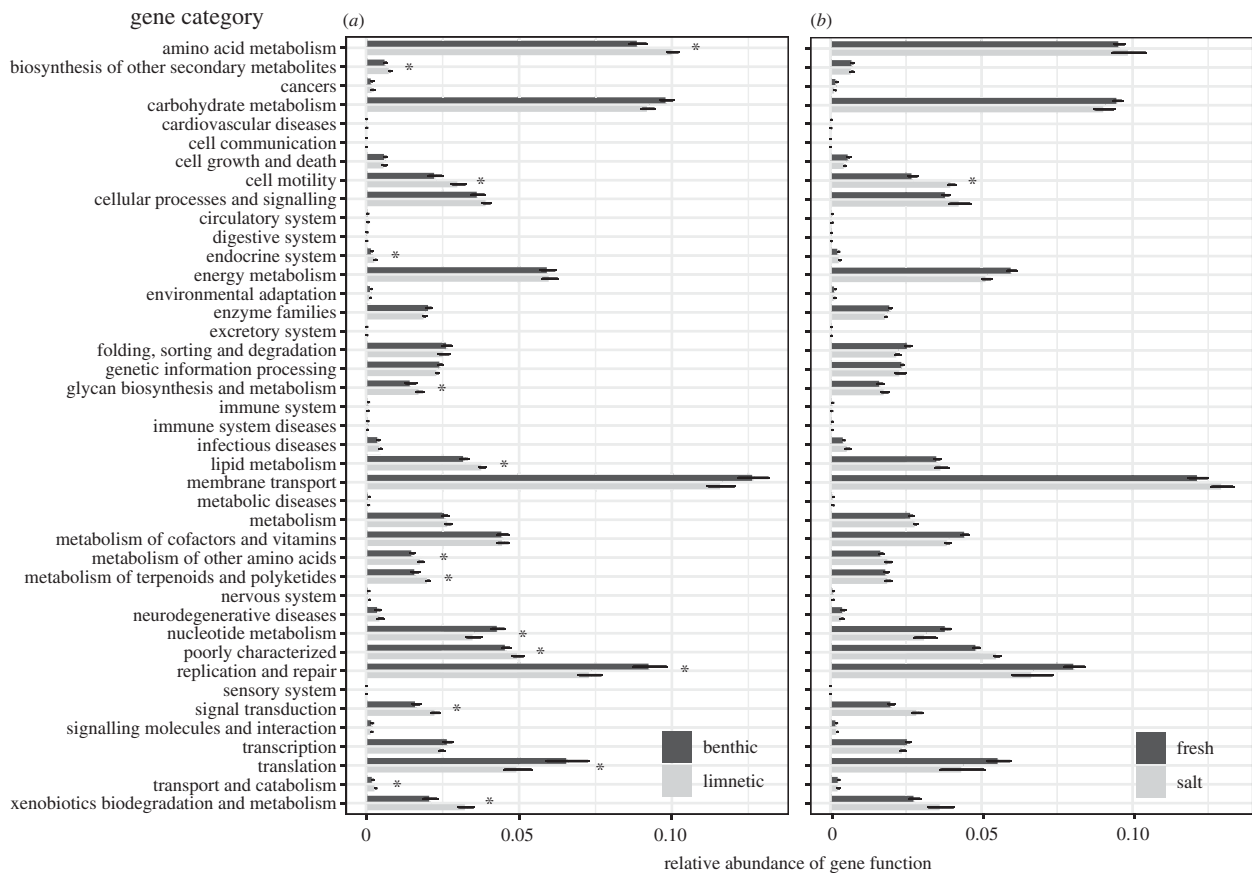 gene category
(a)
(b)
amino acid metabolism
*
biosynthesis of other secondary metabolites
*
cancers
carbohydrate metabolism
cardiovascular diseases
cell communication
cell growth and death
cell motility
*
*
cellular processes and signalling
circulatory system
digestive system
endocrine system
*
energy metabolism
environmental adaptation
enzyme families
excretory system
folding, sorting and degradation
genetic information processing
glycan biosynthesis and metabolism
*
immune system
immune system diseases
infectious diseases
lipid metabolism
*
membrane transport
metabolic diseases
metabolism
metabolism of cofactors and vitamins
metabolism of other amino acids
*
metabolism of terpenoids and polyketides
*
nervous system
neurodegenerative diseases
nucleotide metabolism
*
poorly characterized
*
replication and repair
*
sensory system
signal transduction
*
signalling molecules and interaction
transcription
translation
*
transport and catabolism
*
xenobiotics biodegradation and metabolism
*
benthic
limnetic
fresh
salt
0 0.05 0.10
0 0.05 0.10
relative abundance of gene function